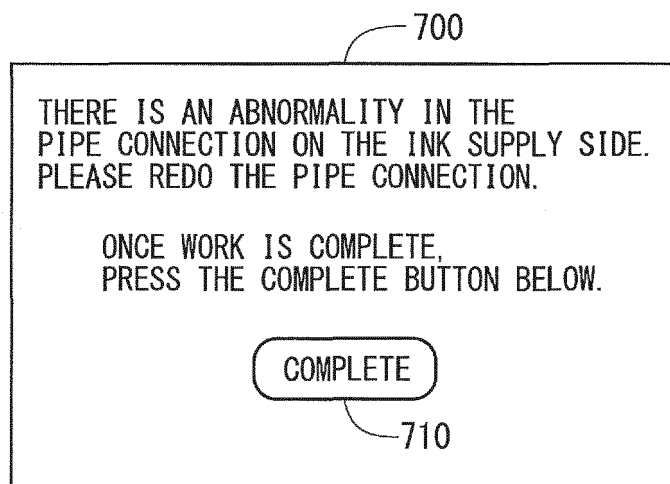 700
THERE IS AN ABNORMALITY IN THE
PIPE CONNECTION ON THE INK SUPPLY SIDE.
PLEASE REDO THE PIPE CONNECTION.
ONCE WORK IS COMPLETE,
PRESS THE COMPLETE BUTTON BELOW.
COMPLETE
710